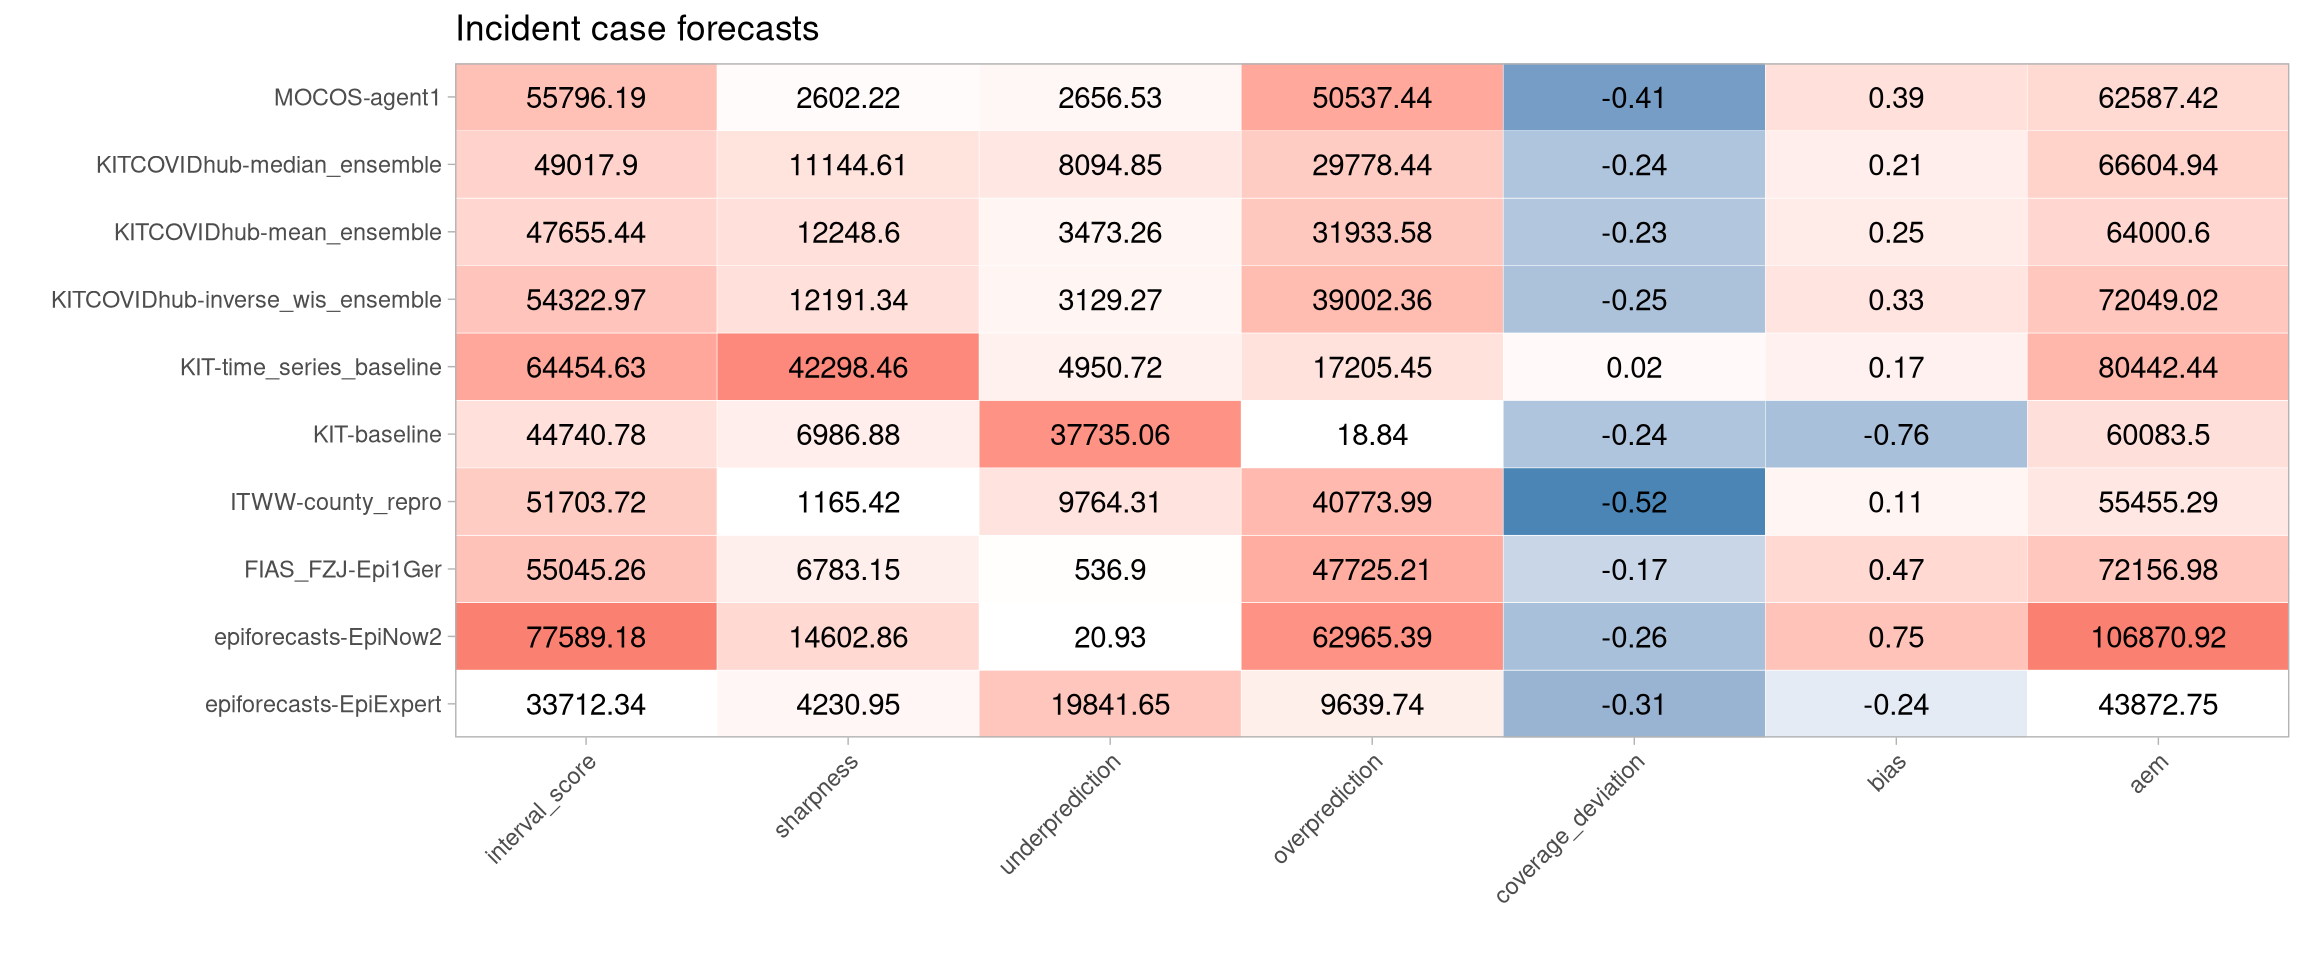 Incident case forecasts
MOCOS-agent1 55796.19 2602.22 2656.53 50537.44 -0.41 0.39 62587.42
KITCOVIDhub-median_ensemble 49017.9 11144.61 8094.85 29778.44 -0.24 0.21 66604.94
KITCOVIDhub-mean_ensemble 47655.44 12248.6 3473.26 31933.58 -0.23 0.25 64000.6
KITCOVIDhub-inverse_wis_ensemble 54322.97 12191.34 3129.27 39002.36 -0.25 0.33 72049.02
KIT-time_series_baseline 64454.63 42298.46 4950.72 17205.45 0.02 0.17 80442.44
KIT-baseline 44740.78 6986.88 37735.06 18.84 -0.24 -0.76 60083.5
ITWW-county_repro 51703.72 1165.42 9764.31 40773.99 -0.52 0.11 55455.29
FIAS_FZJ-Epi1Ger 55045.26 6783.15 536.9 47725.21 -0.17 0.47 72156.98
epiforecasts-EpiNow2 77589.18 14602.86 20.93 62965.39 -0.26 0.75 106870.92
epiforecasts-EpiExpert 33712.34 4230.95 19841.65 9639.74 -0.31 -0.24 43872.75
interval_score sharpness underprediction overprediction coverage_deviation bias aem